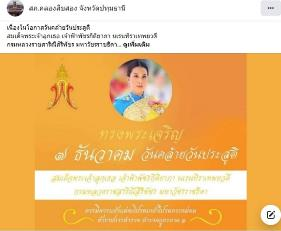 สภ.คลองสิบสอง จังหวัดปทุมธานี
เนื่องในโอกาสวันคล้ายวันประสูติ
สมเด็จพระเจ้าลูกเธอ เจ้าฟ้าพัชรกิติยาภา นเรนทิราเทพยวดี
กรมหลวงราชสาริณีสิริพัชร มหาวัชรราชธิดา... ดูเพิ่มเติม
ทรงพระเจริญ
๗ ธันวาคม วันคล้ายวันประสูติ
สมเด็จพระเจ้าลูกเธอ เจ้าฟ้าพัชรกิติยาภา นเรนทิราเทพยวดี
กรมหลวงราชสาริณีสิริพัชร มหาวัชรราชธิดา